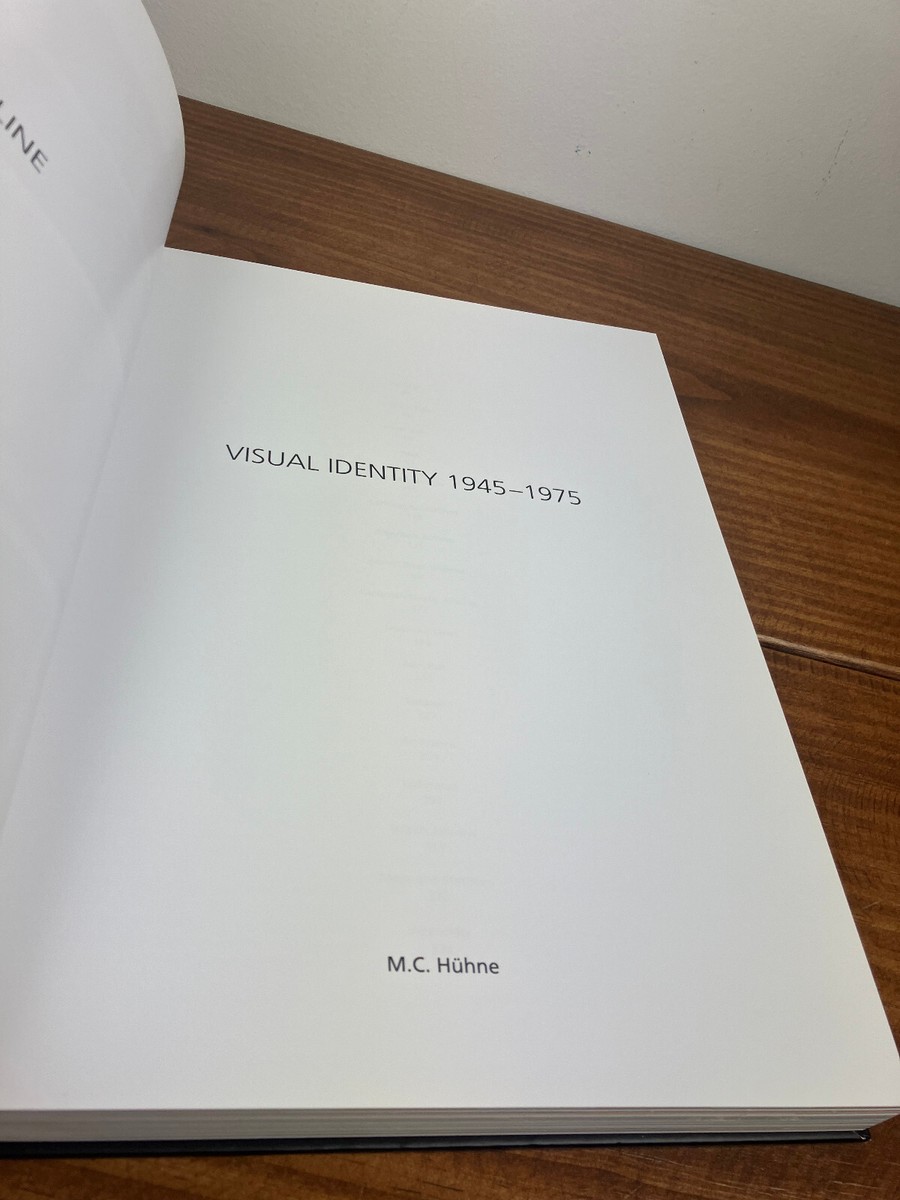 LINE
VISUAL IDENTITY 1945–1975
M.C. Hühne